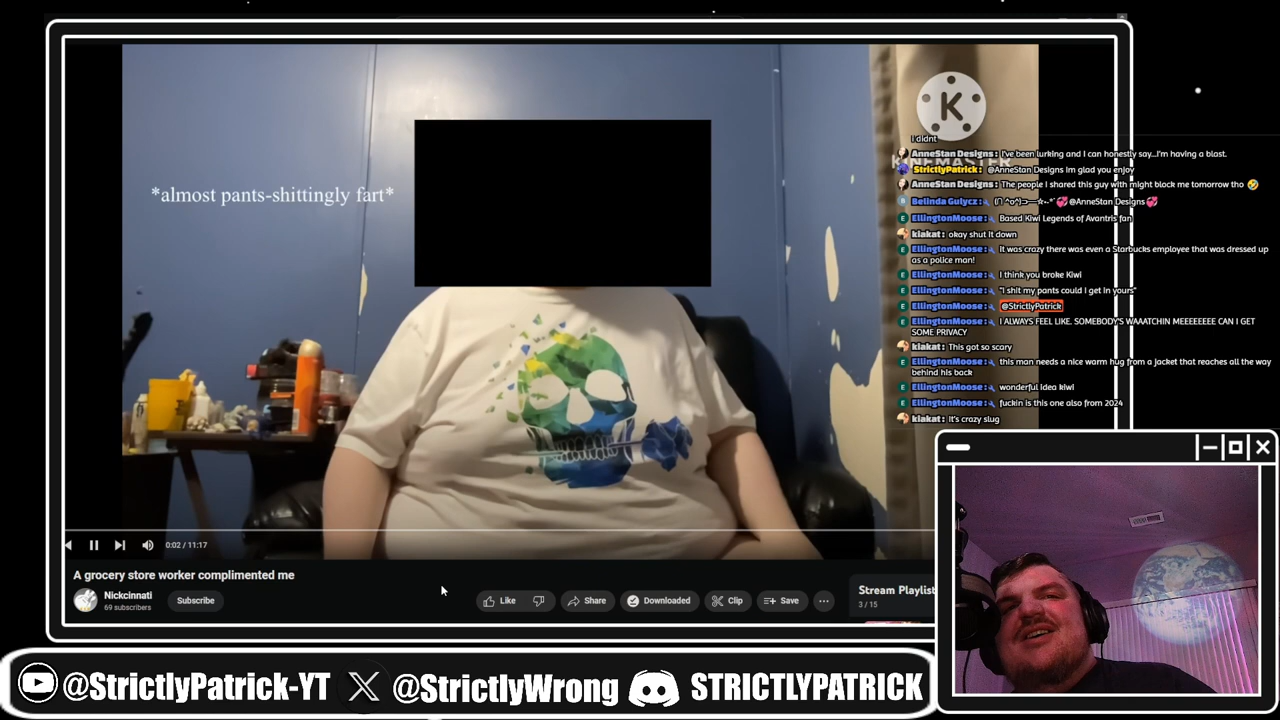 *almost pants-shittingly fart*
K
KINEMASTER
I didnt
AnneStan Designs: I've been lurking and I can honestly say...I'm having a blast.
StrictlyPatrick: @AnneStan Designs Im glad you enjoy
AnneStan Designs: The people I shared this guy with might block me tomorrow tho 🤣
B Belinda Gulycz: @AnneStan Designs
E EllingtonMoose: Based Kiwi Legends of Avantris fan
kiakat: okay shut it down
E EllingtonMoose: It was crazy there was even a Starbucks employee that was dressed up
as a police man!
E EllingtonMoose: I think you broke Kiwi
E EllingtonMoose: "I shit my pants could I get in yours"
E EllingtonMoose: @StrictlyPatrick
E EllingtonMoose: I ALWAYS FEEL LIKE. SOMEBODY'S WAAATCHIN MEEEEEEE CAN I GET
SOME PRIVACY
kiakat: This got so scary
E EllingtonMoose: this man needs a nice warm hug from a jacket that reaches all the way
behind his back
E EllingtonMoose: wonderful idea kiwi
E EllingtonMoose: fuckin is this one also from 2024
kiakat: it's crazy slug
0:02 / 11:17
A grocery store worker complimented me
Nickcinnati
69 subscribers
Subscribe
Like
Share
Downloaded
Clip
Save
Stream Playlist
3 / 15
@StrictlyPatrick-YT
@StrictlyWrong
STRICTLYPATRICK